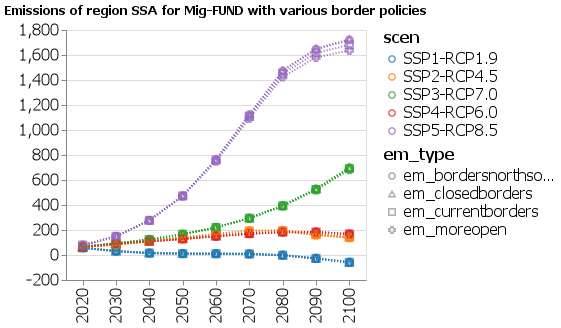 Emissions of region SSA for Mig-FUND with various border policies
1,800
1,600
1,400
1,200
1,000
800
600
400
200
0
-200
2020
2030
2040
2050
2060
2070
2080
2090
2100
scen
SSP1-RCP1.9
SSP2-RCP4.5
SSP3-RCP7.0
SSP4-RCP6.0
SSP5-RCP8.5
em_type
em_bordersnorthso...
em_closedborders
em_currentborders
em_moreopen